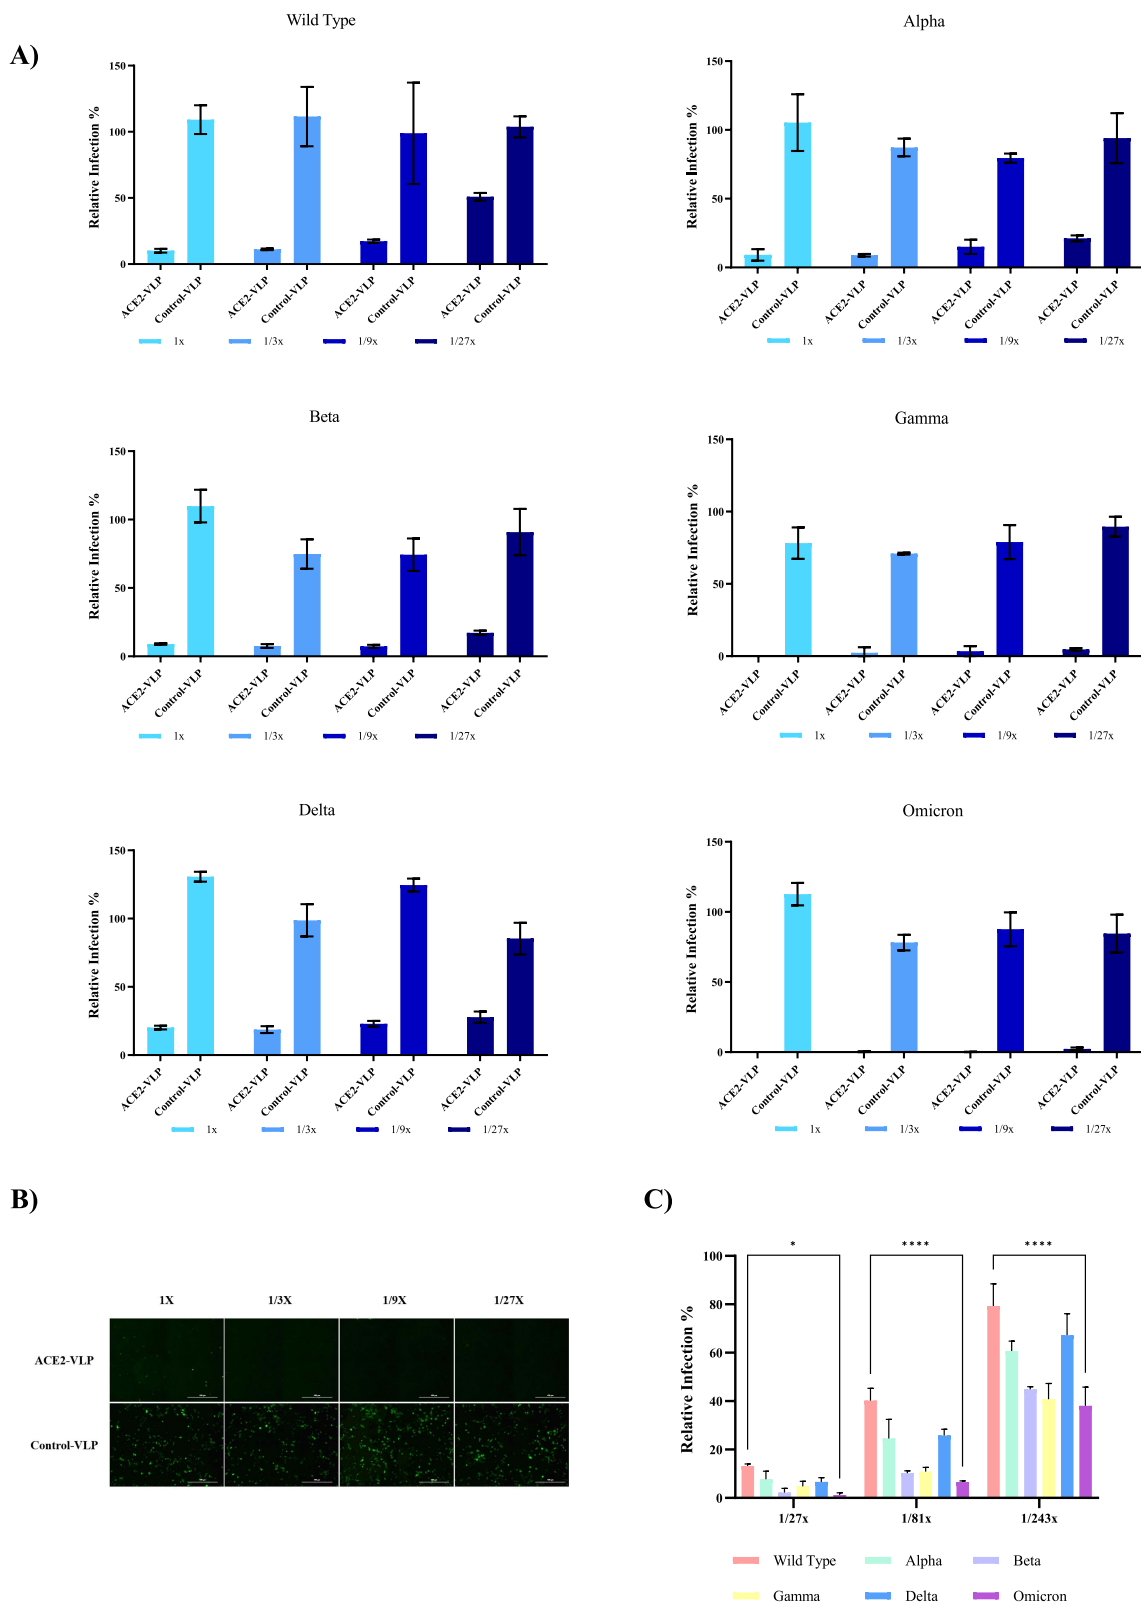 Wild Type
Alpha
A)
Relative Infection %
150
100
50
0
ACE2-VLP Control-VLP ACE2-VLP Control-VLP ACE2-VLP Control-VLP ACE2-VLP Control-VLP
1x 1/3x 1/9x 1/27x
Relative Infection %
150
100
50
0
ACE2-VLP Control-VLP ACE2-VLP Control-VLP ACE2-VLP Control-VLP ACE2-VLP Control-VLP
1x 1/3x 1/9x 1/27x
Beta
Relative Infection %
150
100
50
0
ACE2-VLP Control-VLP ACE2-VLP Control-VLP ACE2-VLP Control-VLP ACE2-VLP Control-VLP
1x 1/3x 1/9x 1/27x
Gamma
Relative Infection %
150
100
50
0
ACE2-VLP Control-VLP ACE2-VLP Control-VLP ACE2-VLP Control-VLP ACE2-VLP Control-VLP
1x 1/3x 1/9x 1/27x
Delta
Relative Infection %
150
100
50
0
ACE2-VLP Control-VLP ACE2-VLP Control-VLP ACE2-VLP Control-VLP ACE2-VLP Control-VLP
1x 1/3x 1/9x 1/27x
Omicron
Relative Infection %
150
100
50
0
ACE2-VLP Control-VLP ACE2-VLP Control-VLP ACE2-VLP Control-VLP ACE2-VLP Control-VLP
1x 1/3x 1/9x 1/27x
B)
1X 1/3X 1/9X 1/27X
ACE2-VLP
Control-VLP
C)
Relative Infection %
100
80
60
40
20
0
* **** ****
1/27x 1/81x 1/243x
Wild Type Alpha Beta
Gamma Delta Omicron